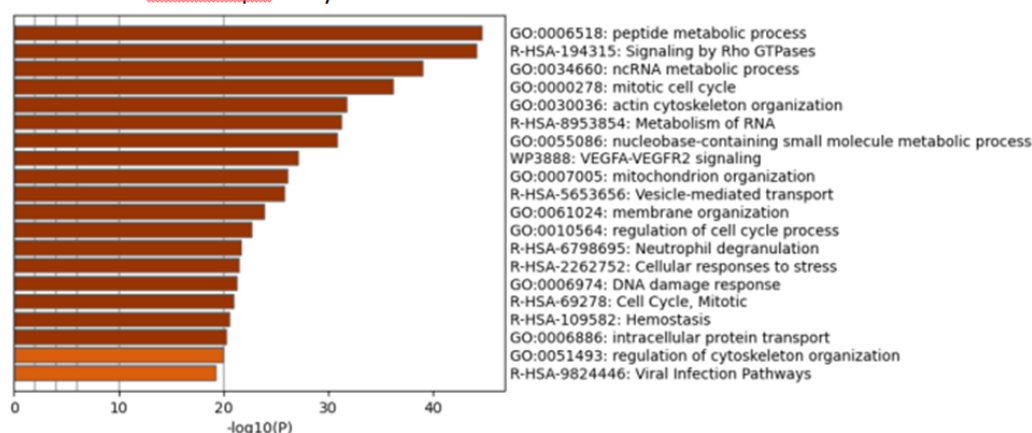 GO:0006518: peptide metabolic process
R-HSA-194315: Signaling by Rho GTPases
GO:0034660: ncRNA metabolic process
GO:0000278: mitotic cell cycle
GO:0030036: actin cytoskeleton organization
R-HSA-8953854: Metabolism of RNA
GO:0055086: nucleobase-containing small molecule metabolic process
WP3888: VEGFA-VEGFR2 signaling
GO:0007005: mitochondrion organization
R-HSA-5653656: Vesicle-mediated transport
GO:0061024: membrane organization
GO:0010564: regulation of cell cycle process
R-HSA-6798695: Neutrophil degranulation
R-HSA-2262752: Cellular responses to stress
GO:0006974: DNA damage response
R-HSA-69278: Cell Cycle, Mitotic
R-HSA-109582: Hemostasis
GO:0006886: intracellular protein transport
GO:0051493: regulation of cytoskeleton organization
R-HSA-9824446: Viral Infection Pathways
0 10 20 30 40
-log10(P)